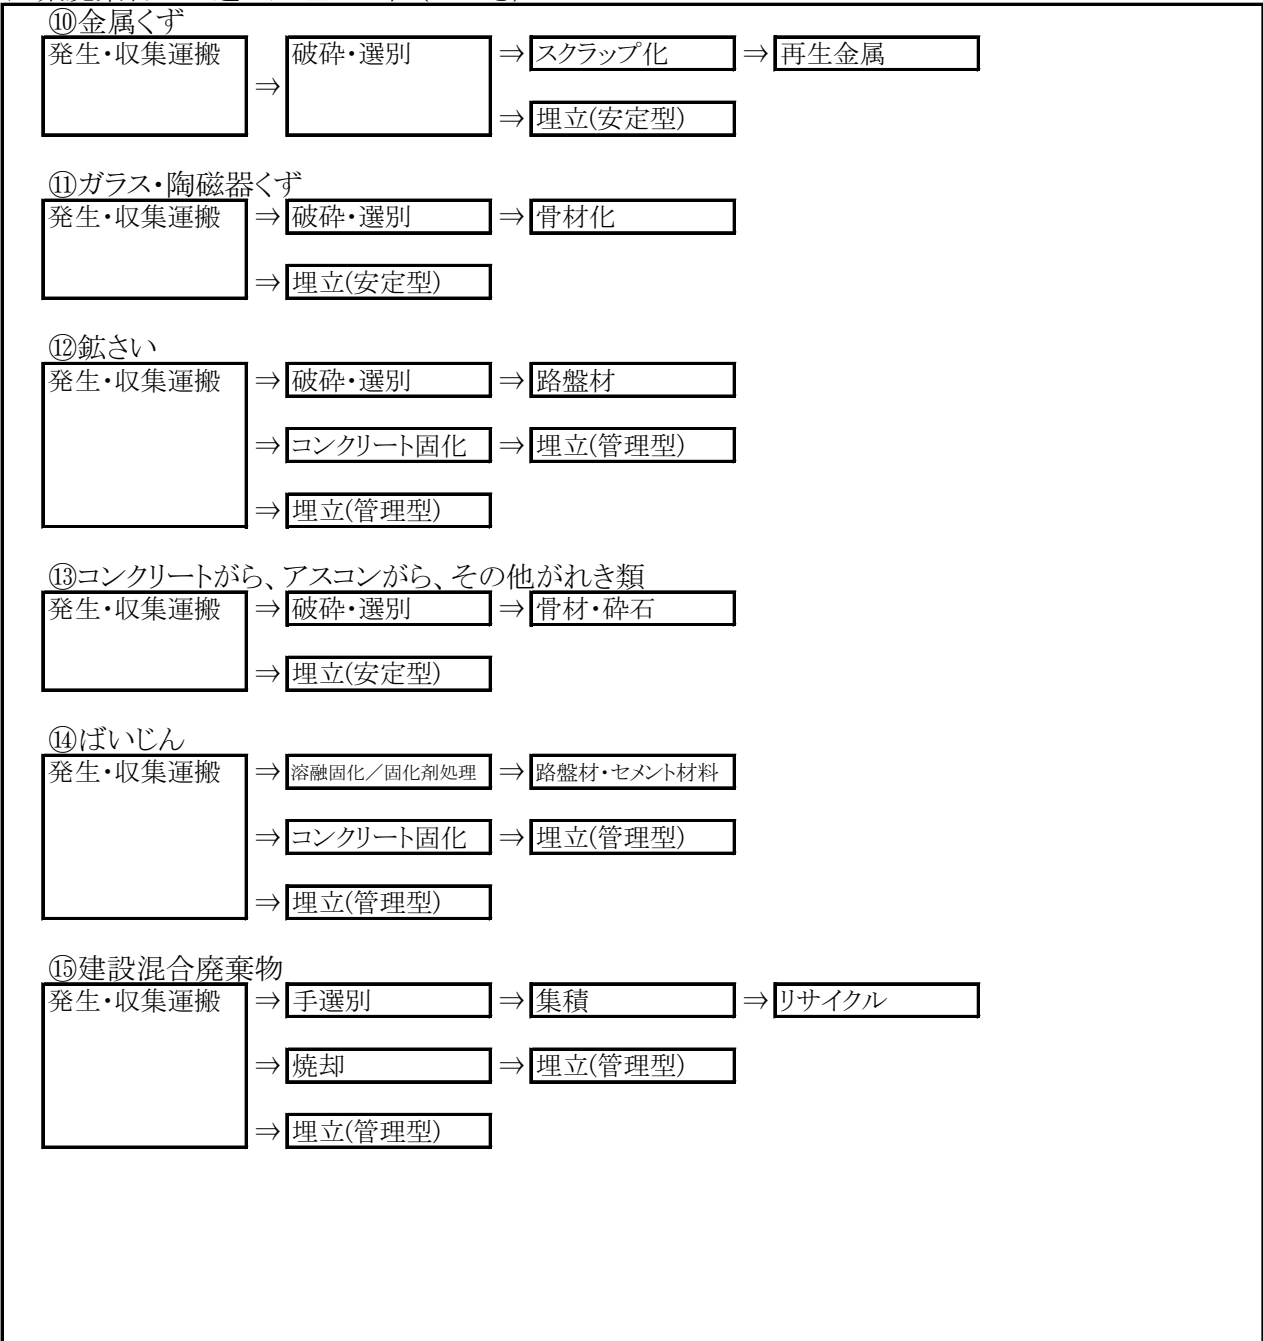 ⑩金属くず
発生・収集運搬 破砕・選別 ⇒ スクラップ化 ⇒ 再生金属
⇒
⇒ 埋立(安定型)
⑪ガラス・陶磁器くず
発生・収集運搬 ⇒ 破砕・選別 ⇒ 骨材化
⇒ 埋立(安定型)
⑫鉱さい
発生・収集運搬 ⇒ 破砕・選別 ⇒ 路盤材
⇒ コンクリート固化 ⇒ 埋立(管理型)
⇒ 埋立(管理型)
⑬コンクリートがら、アスコンがら、その他がれき類
発生・収集運搬 ⇒ 破砕・選別 ⇒ 骨材・砕石
⇒ 埋立(安定型)
⑭ばいじん
発生・収集運搬 ⇒ 溶融固化／固化剤処理 ⇒ 路盤材・セメント材料
⇒ コンクリート固化 ⇒ 埋立(管理型)
⇒ 埋立(管理型)
⑮建設混合廃棄物
発生・収集運搬 ⇒ 手選別 ⇒ 集積 ⇒ リサイクル
⇒ 焼却 ⇒ 埋立(管理型)
⇒ 埋立(管理型)